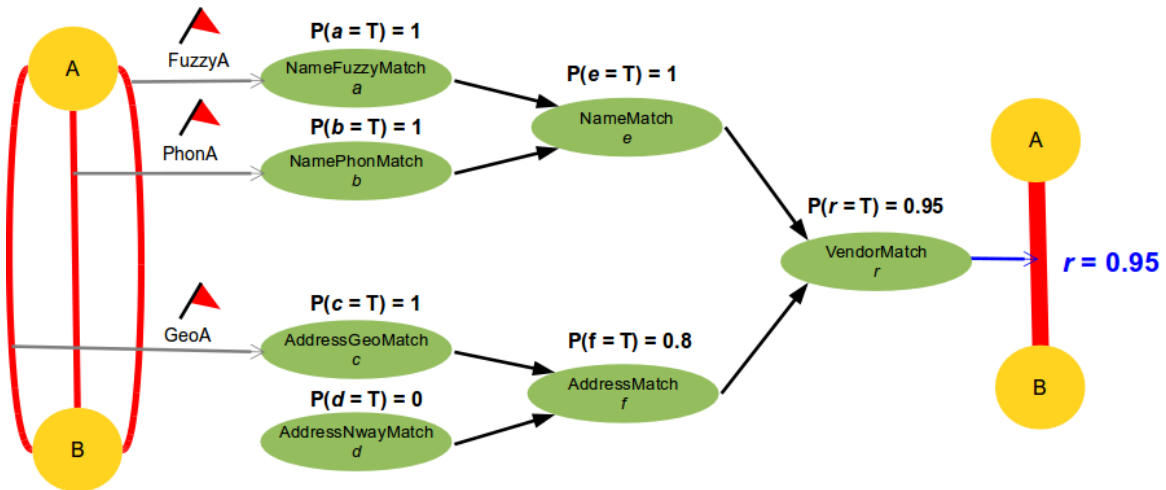 A
B
FuzzyA
PhonA
GeoA
P(a = T) = 1
NameFuzzyMatch
a
P(b = T) = 1
NamePhonMatch
b
P(c = T) = 1
AddressGeoMatch
c
P(d = T) = 0
AddressNwayMatch
d
P(e = T) = 1
NameMatch
e
P(f = T) = 0.8
AddressMatch
f
P(r = T) = 0.95
VendorMatch
r
A
r = 0.95
B